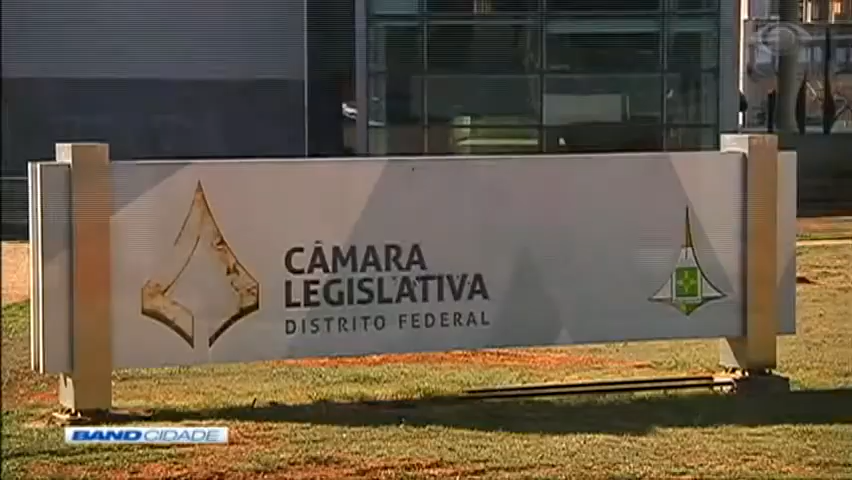 CÂMARA
LEGISLATIVA
DISTRITO FEDERAL
BAND CIDADE